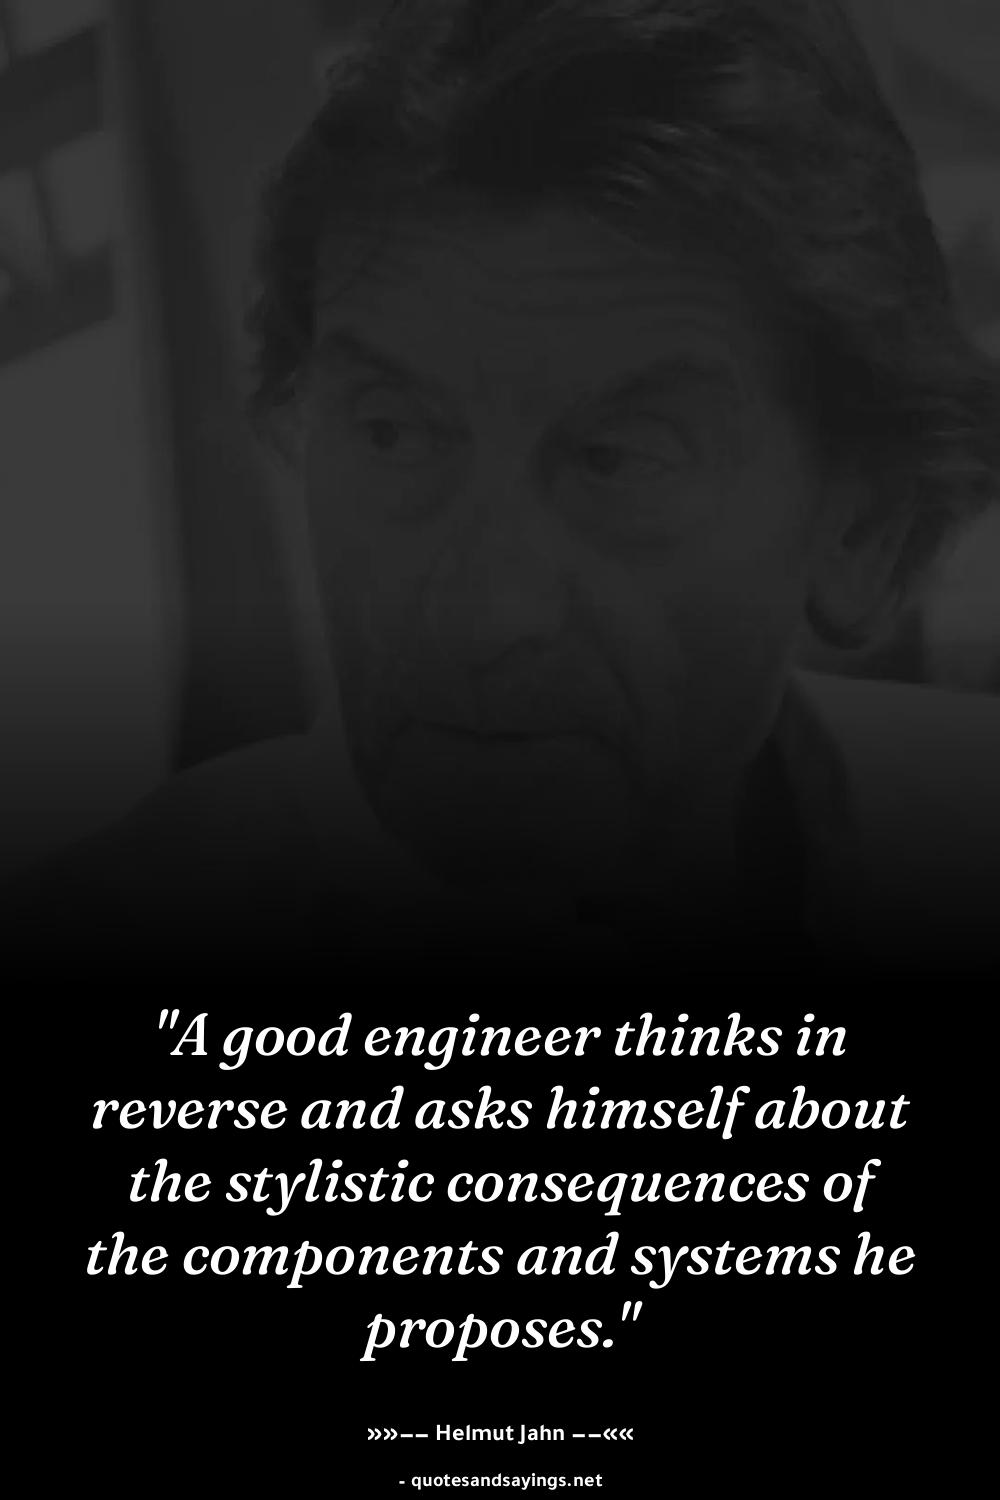 "A good engineer thinks in
reverse and asks himself about
the stylistic consequences of
the components and systems he
proposes."
»»−− Helmut Jahn −−««
- quotesandsayings.net